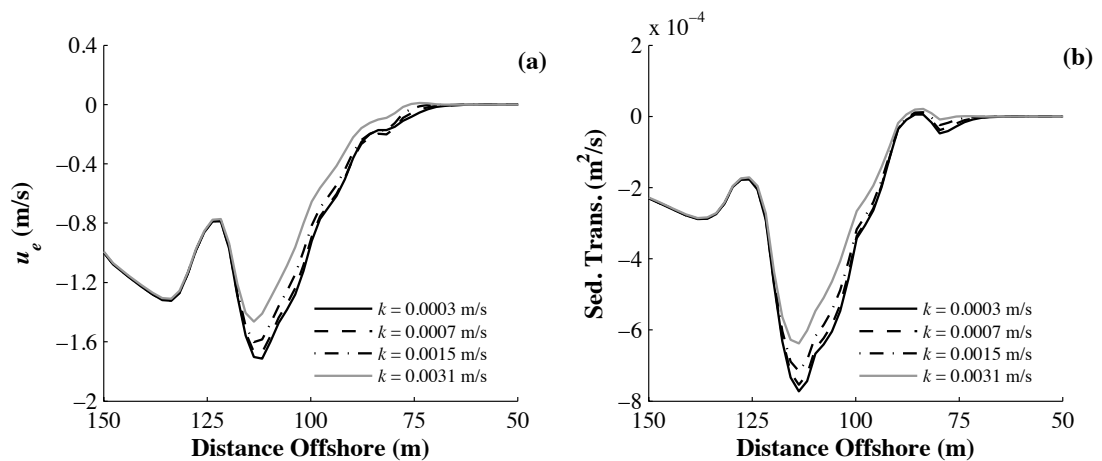 0.4
0
−0.4
−0.8
−1.2
−1.6
−2
u_e (m/s)
(a)
k = 0.0003 m/s
k = 0.0007 m/s
k = 0.0015 m/s
k = 0.0031 m/s
150 125 100 75 50
Distance Offshore (m)
x 10⁻⁴
2
0
−2
−4
−6
−8
Sed. Trans. (m²/s)
(b)
k = 0.0003 m/s
k = 0.0007 m/s
k = 0.0015 m/s
k = 0.0031 m/s
150 125 100 75 50
Distance Offshore (m)